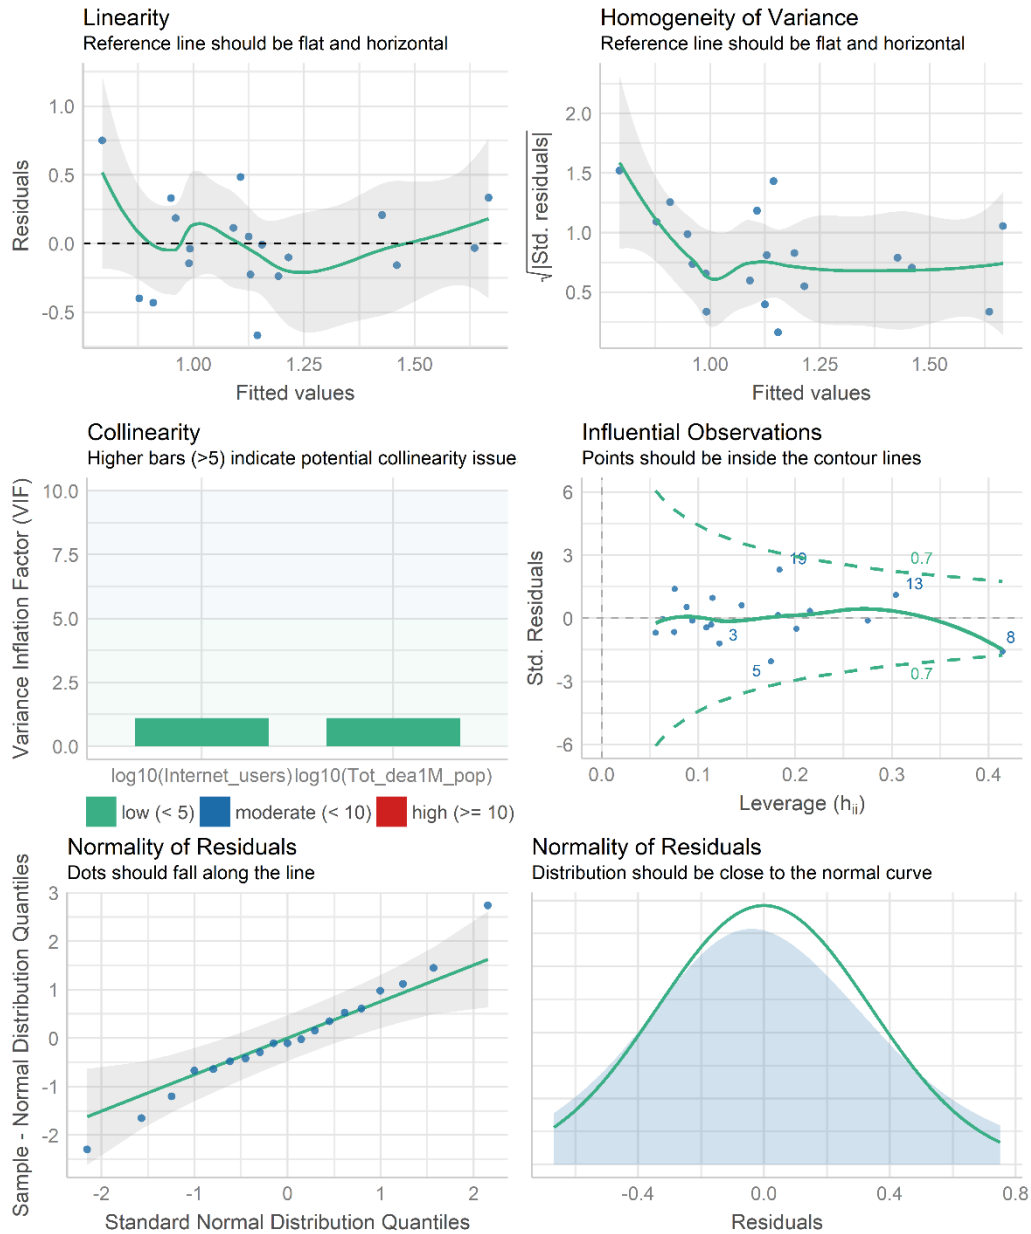 Linearity
Reference line should be flat and horizontal
Residuals
1.0
0.5
0.0
-0.5
1.00
1.25
1.50
Fitted values
Homogeneity of Variance
Reference line should be flat and horizontal
√|Std. residuals|
2.0
1.5
1.0
0.5
1.00
1.25
1.50
Fitted values
Collinearity
Higher bars (>5) indicate potential collinearity issue
Variance Inflation Factor (VIF)
10.0
7.5
5.0
2.5
0.0
log10(Internet_users)
log10(Tot_dea1M_pop)
low (< 5)
moderate (< 10)
high (>= 10)
Influential Observations
Points should be inside the contour lines
Std. Residuals
6
3
0
-3
-6
19
0.7
13
3
8
5
0.7
0.0
0.1
0.2
0.3
0.4
Leverage (hii)
Normality of Residuals
Dots should fall along the line
Sample - Normal Distribution Quantiles
3
2
1
0
-1
-2
-2
-1
0
1
2
Standard Normal Distribution Quantiles
Normality of Residuals
Distribution should be close to the normal curve
-0.4
0.0
0.4
0.8
Residuals